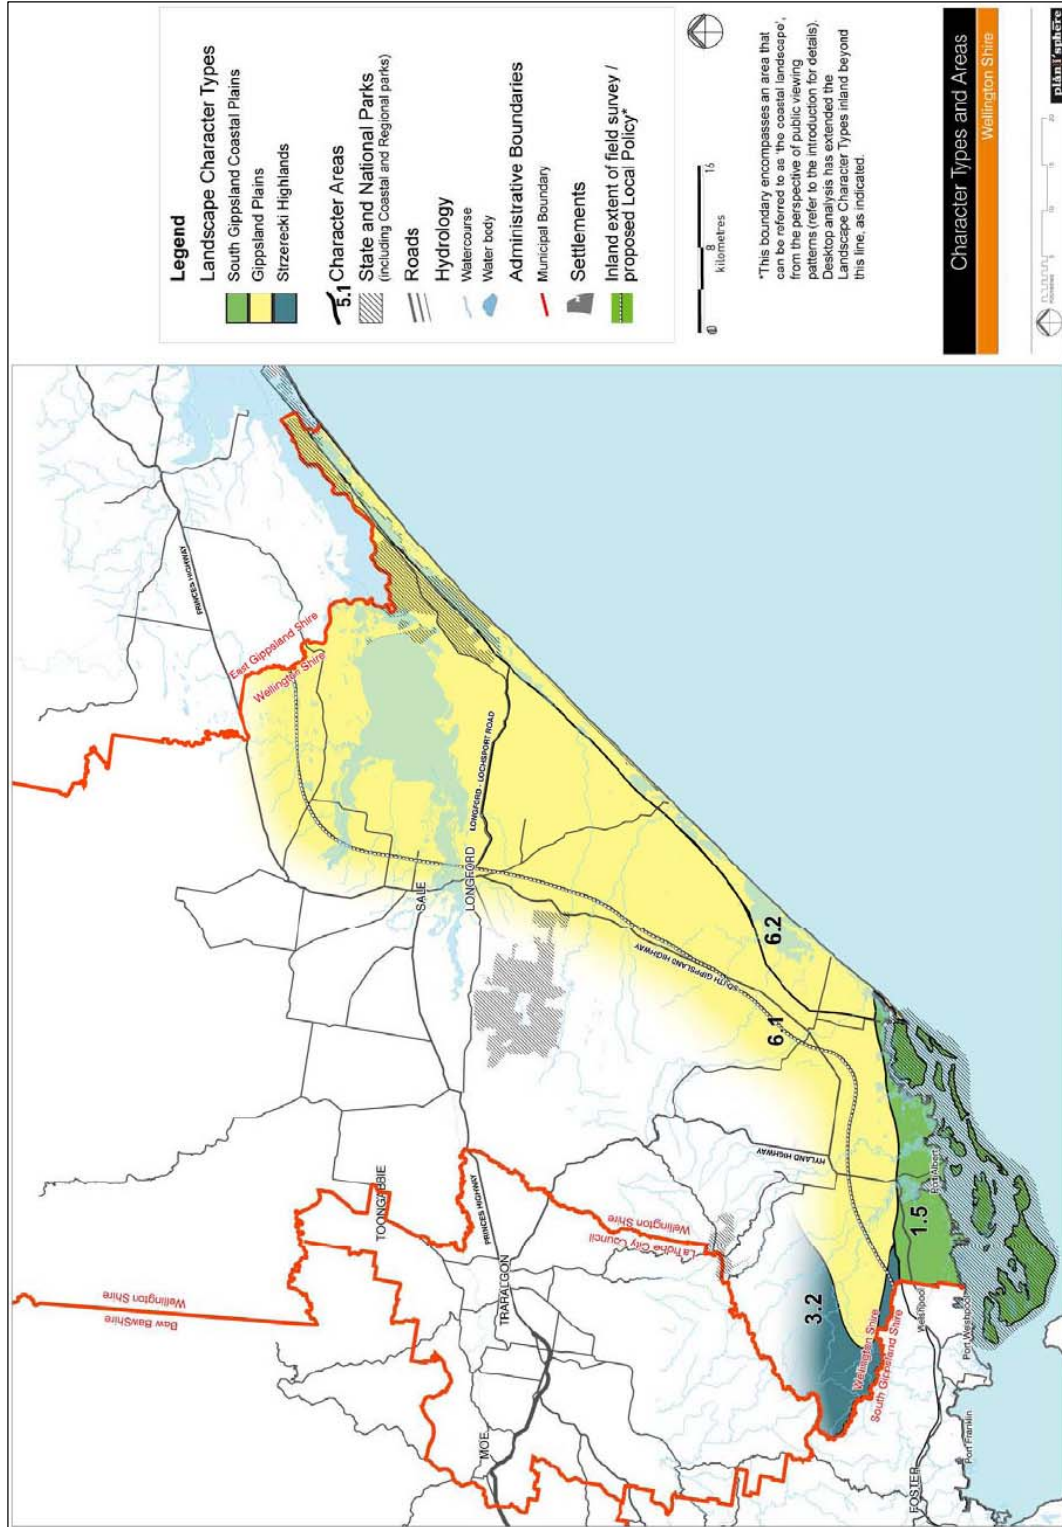 Legend
Landscape Character Types
South Gippsland Coastal Plains
Gippsland Plains
Strzerecki Highlands
5.1 Character Areas
State and National Parks
(including Coastal and Regional parks)
Roads
Hydrology
Watercourse
Water body
Administrative Boundaries
Municipal Boundary
Settlements
Inland extent of field survey /
proposed Local Policy*
0 8 16
kilometres
*This boundary encompasses an area that
can be referred to as 'the coastal landscape',
from the perspective of public viewing
patterns (refer to the introduction for details).
Desktop analysis has extended the
Landscape Character Types inland beyond
this line, as indicated.
Character Types and Areas
Wellington Shire
5 10 15 20
planisphere
Baw Baw Shire
Wellington Shire
TOONGABBIE
MOE
TRARALGON
PRINCES HIGHWAY
La Trobe City Council
Wellington Shire
SALE
LONGFORD
LONGFORD - LOCHSPORT ROAD
PRINCES HIGHWAY
East Gippsland Shire
Wellington Shire
SOUTH GIPPSLAND HIGHWAY
HYLAND HIGHWAY
3.2
6.1
6.2
1.5
Wellington Shire
South Gippsland Shire
FOSTER
Welshpool
Port Welshpool
Port Franklin
Port Albert